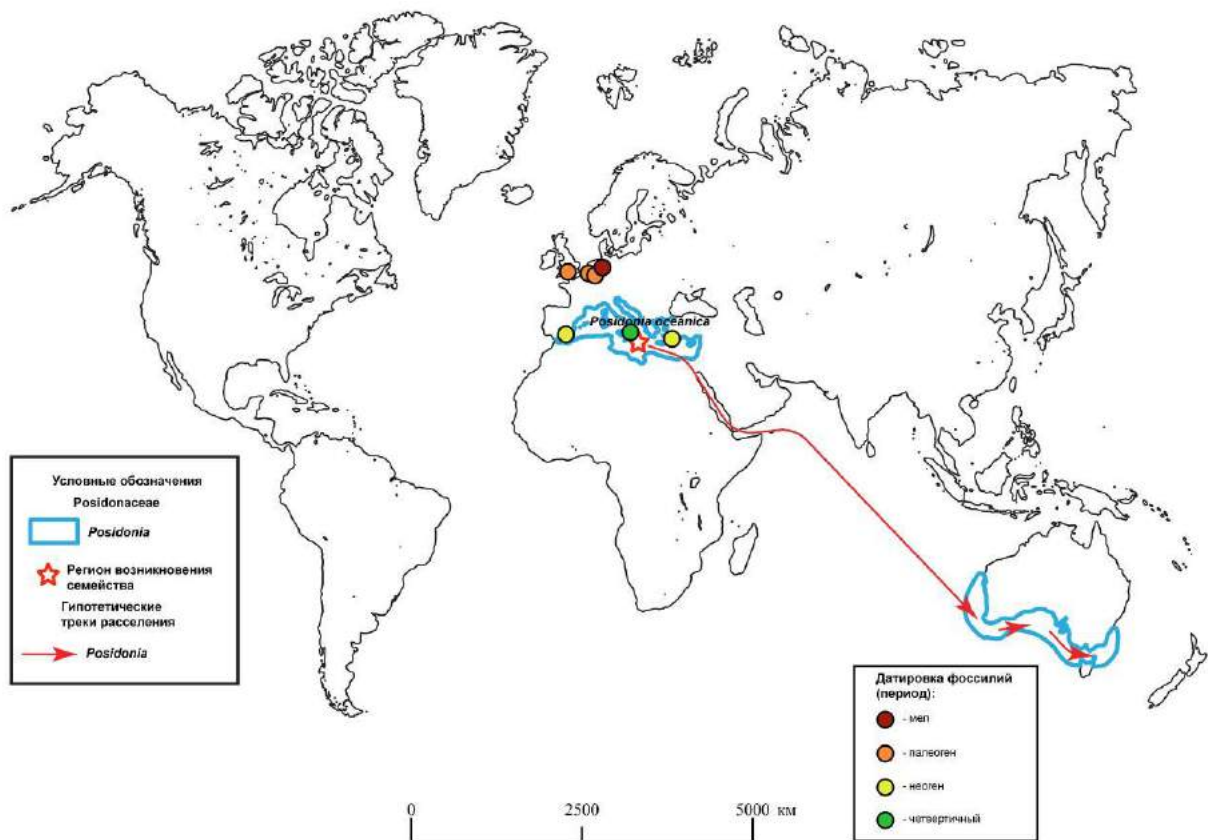 Posidonia oceanica
Условные обозначения
Posidonaceae
Posidonia
Регион возникновения
семейства
Гипотетические
треки расселения
Posidonia
Датировка фоссилий
(период):
- мел
- палеоген
- неоген
- четвертичный
0 2500 5000 км